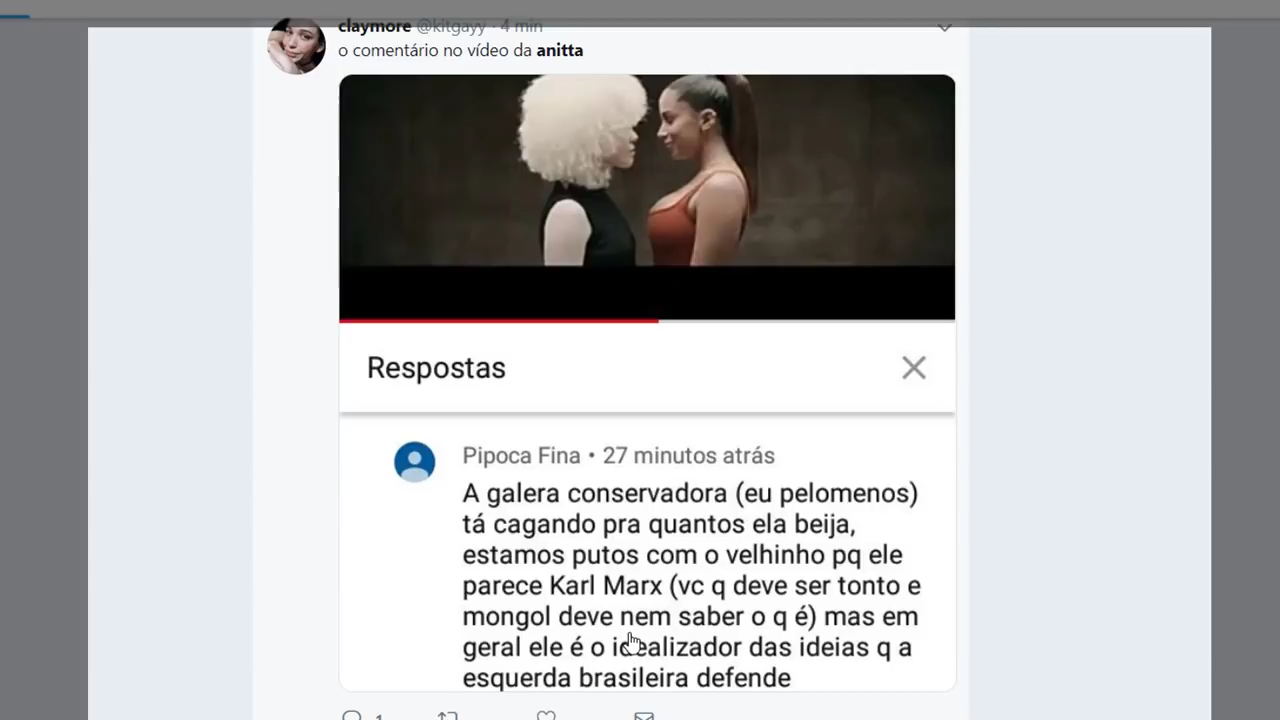 claymore @kitgayy · 4 min
o comentário no vídeo da anitta
Respostas
Pipoca Fina • 27 minutos atrás
A galera conservadora (eu pelomenos)
tá cagando pra quantos ela beija,
estamos putos com o velhinho pq ele
parece Karl Marx (vc q deve ser tonto e
mongol deve nem saber o q é) mas em
geral ele é o idealizador das ideias q a
esquerda brasileira defende
1